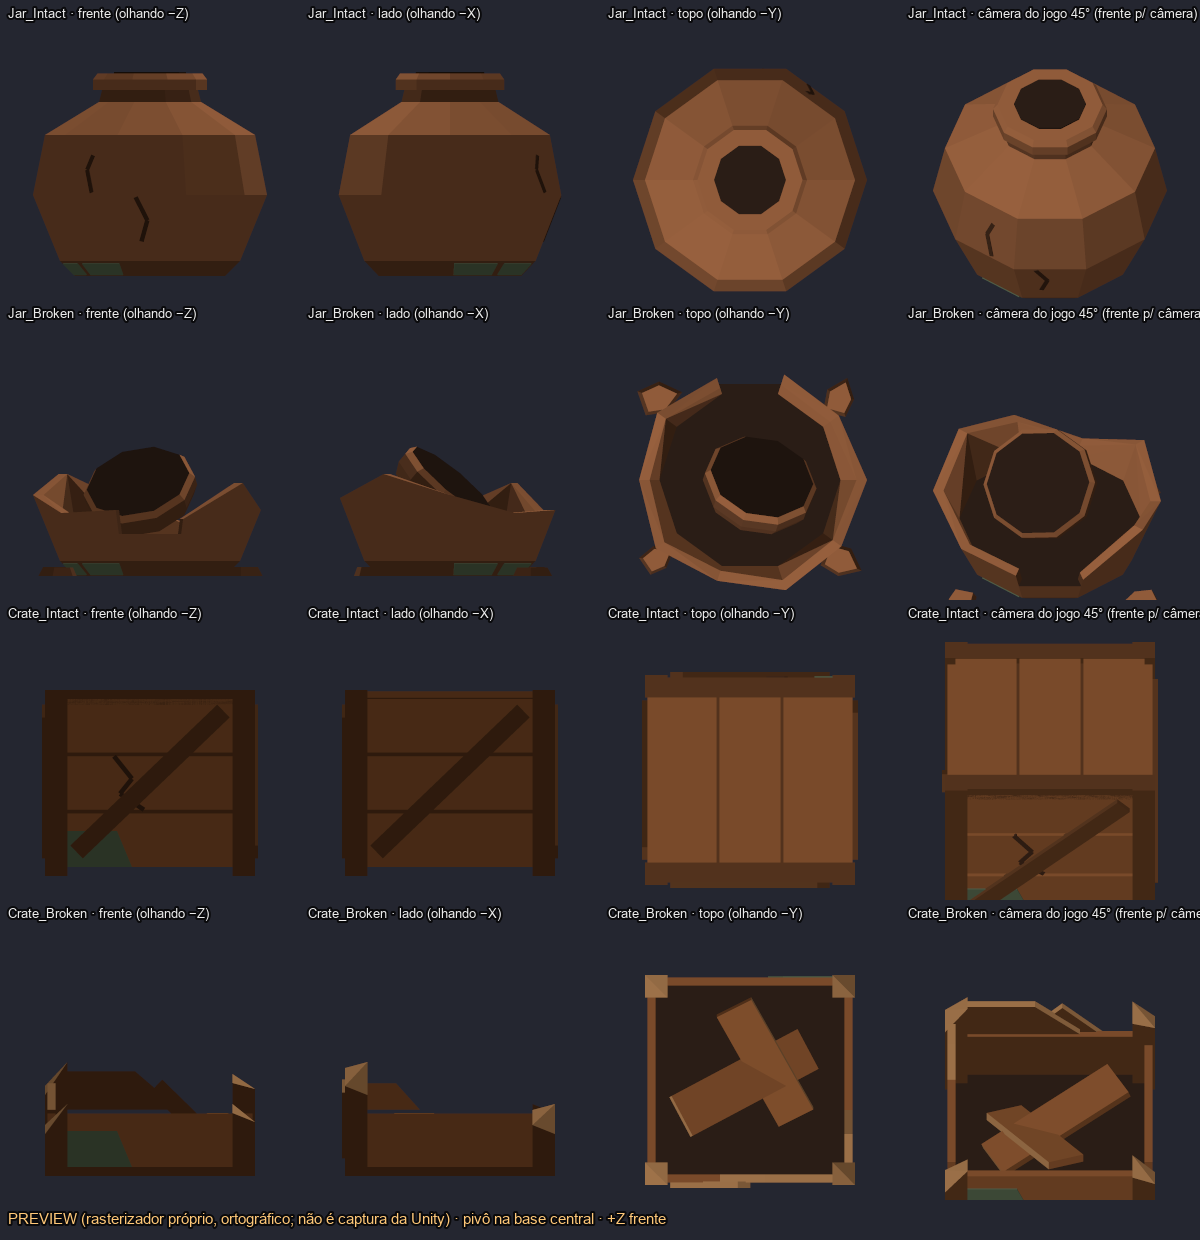 Jar_Intact · frente (olhando −Z)
Jar_Intact · lado (olhando −X)
Jar_Intact · topo (olhando −Y)
Jar_Intact · câmera do jogo 45° (frente p/ câmera)
Jar_Broken · frente (olhando −Z)
Jar_Broken · lado (olhando −X)
Jar_Broken · topo (olhando −Y)
Jar_Broken · câmera do jogo 45° (frente p/ câmera
Crate_Intact · frente (olhando −Z)
Crate_Intact · lado (olhando −X)
Crate_Intact · topo (olhando −Y)
Crate_Intact · câmera do jogo 45° (frente p/ câmer
Crate_Broken · frente (olhando −Z)
Crate_Broken · lado (olhando −X)
Crate_Broken · topo (olhando −Y)
Crate_Broken · câmera do jogo 45° (frente p/ câme
PREVIEW (rasterizador próprio, ortográfico; não é captura da Unity) · pivô na base central · +Z frente